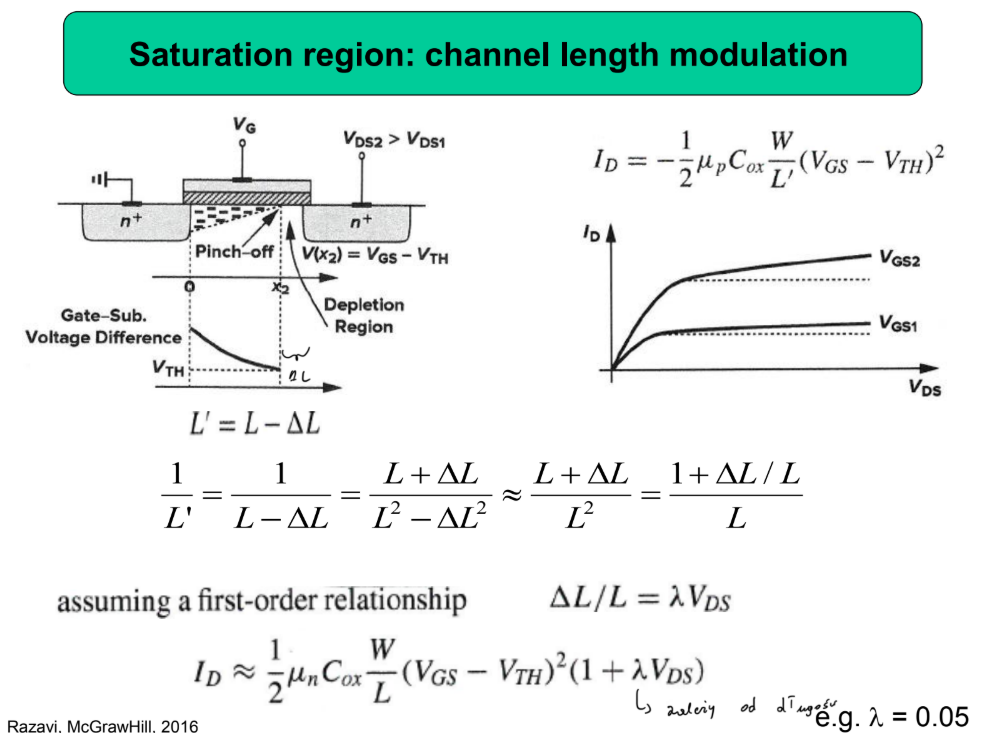 Saturation region: channel length modulation
V_G
V_DS2 > V_DS1
n⁺
n⁺
Pinch–off
V(x₂) = V_GS – V_TH
0
x₂
Depletion
Region
Gate–Sub.
Voltage Difference
V_TH
ΔL
L' = L – ΔL
I_D = –1/2 μ_p C_ox W/L' (V_GS – V_TH)²
I_D
V_GS2
V_GS1
V_DS
1/L' = 1/(L – ΔL) = (L + ΔL)/(L² – ΔL²) ≈ (L + ΔL)/L² = (1 + ΔL / L)/L
assuming a first-order relationship ΔL/L = λV_DS
I_D ≈ 1/2 μ_n C_ox W/L (V_GS – V_TH)²(1 + λV_DS)
↳ zależy od długości
e.g. λ = 0.05
Razavi, McGrawHill, 2016